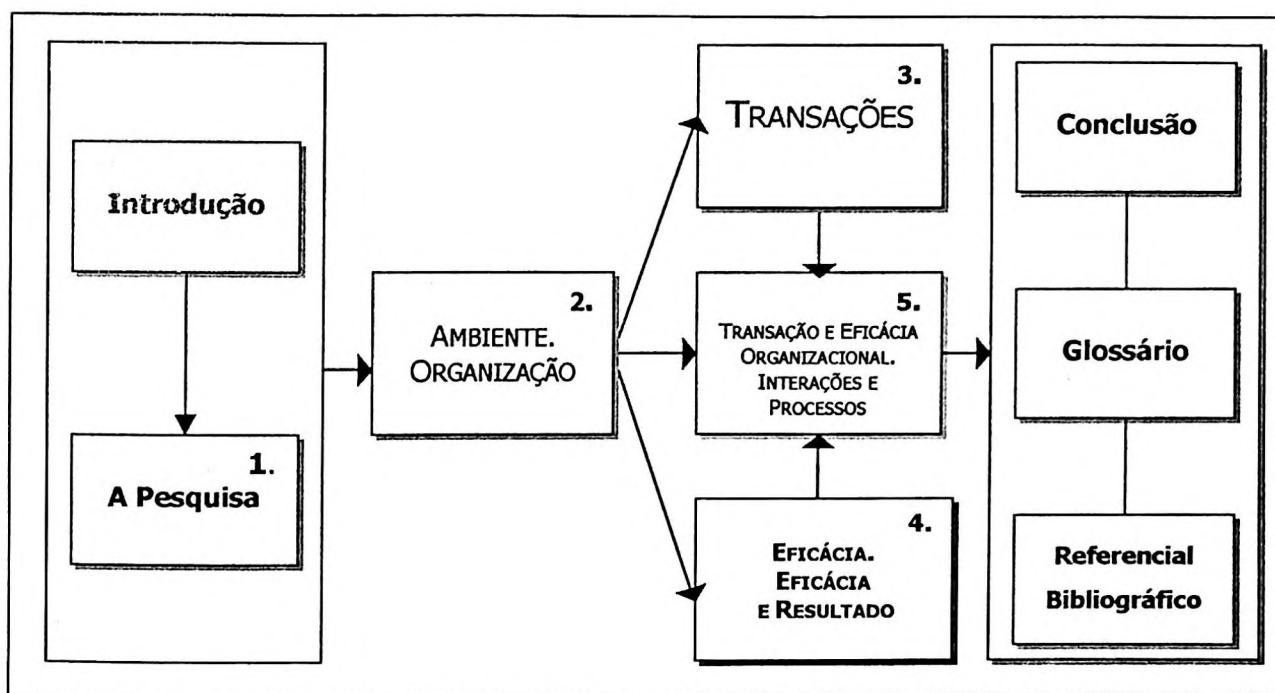 Introdução
1.
A Pesquisa
2.
AMBIENTE.
ORGANIZAÇÃO
3.
TRANSAÇÕES
5.
TRANSAÇÃO E EFICÁCIA
ORGANIZACIONAL.
INTERAÇÕES E
PROCESSOS
4.
EFICÁCIA.
EFICÁCIA
E RESULTADO
Conclusão
Glossário
Referencial
Bibliográfico